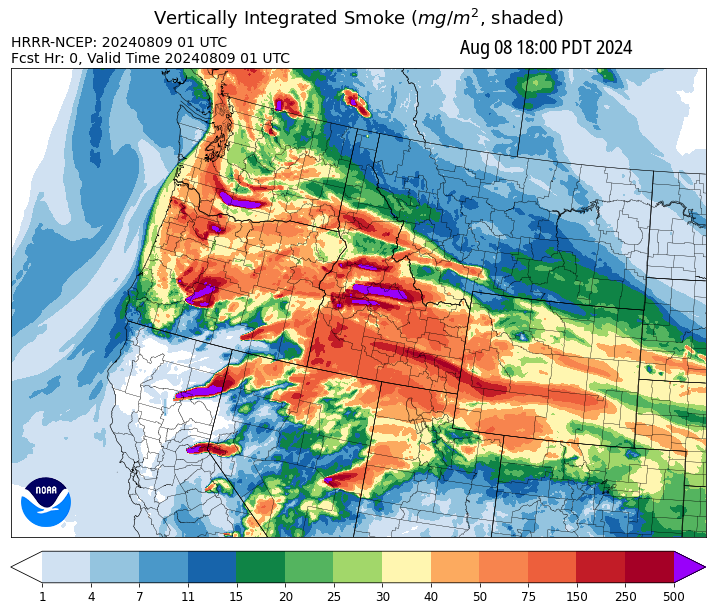 Vertically Integrated Smoke (mg/m², shaded)
HRRR-NCEP: 20240809 01 UTC
Aug 08 18:00 PDT 2024
Fcst Hr: 0, Valid Time 20240809 01 UTC
NOAA
1 4 7 11 15 20 25 30 40 50 75 150 250 500